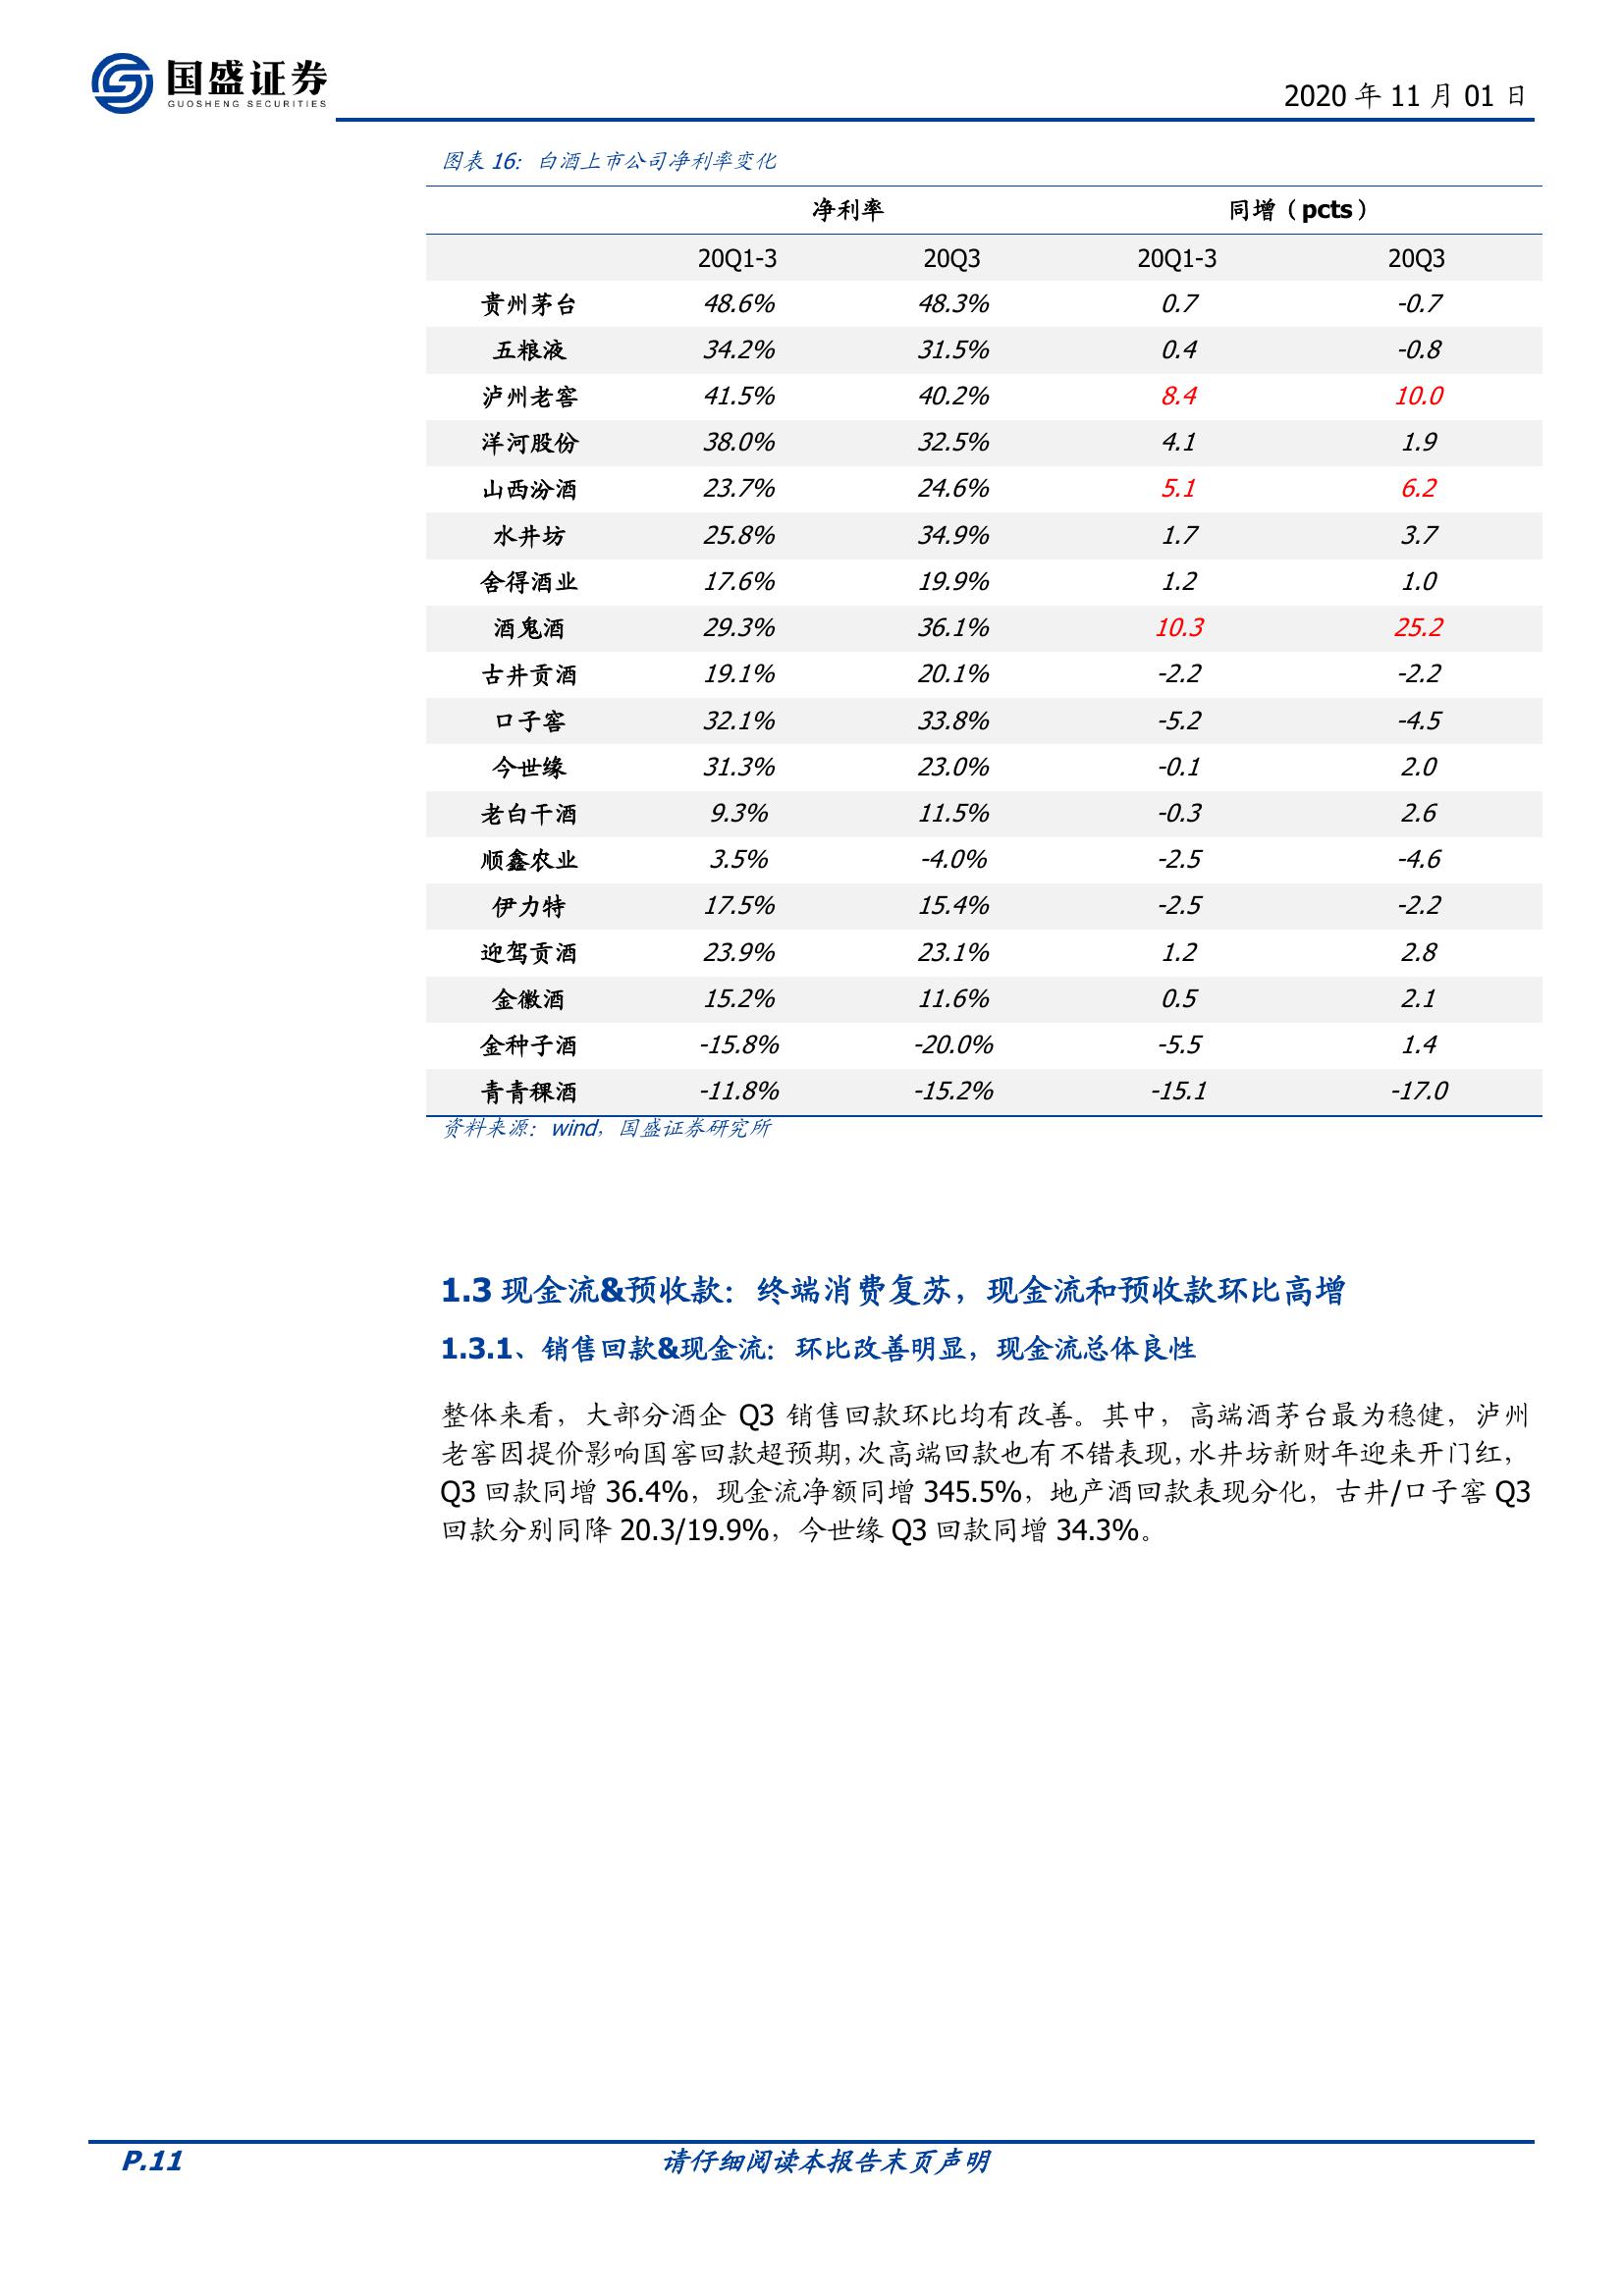 国盛证券
GUOSHENG SECURITIES
2020 年 11 月 01 日
图表 16：白酒上市公司净利率变化
净利率 同增（pcts）
20Q1-3 20Q3 20Q1-3 20Q3
贵州茅台 48.6% 48.3% 0.7 -0.7
五粮液 34.2% 31.5% 0.4 -0.8
泸州老窖 41.5% 40.2% 8.4 10.0
洋河股份 38.0% 32.5% 4.1 1.9
山西汾酒 23.7% 24.6% 5.1 6.2
水井坊 25.8% 34.9% 1.7 3.7
舍得酒业 17.6% 19.9% 1.2 1.0
酒鬼酒 29.3% 36.1% 10.3 25.2
古井贡酒 19.1% 20.1% -2.2 -2.2
口子窖 32.1% 33.8% -5.2 -4.5
今世缘 31.3% 23.0% -0.1 2.0
老白干酒 9.3% 11.5% -0.3 2.6
顺鑫农业 3.5% -4.0% -2.5 -4.6
伊力特 17.5% 15.4% -2.5 -2.2
迎驾贡酒 23.9% 23.1% 1.2 2.8
金徽酒 15.2% 11.6% 0.5 2.1
金种子酒 -15.8% -20.0% -5.5 1.4
青青稞酒 -11.8% -15.2% -15.1 -17.0
资料来源：wind，国盛证券研究所
1.3 现金流&预收款：终端消费复苏，现金流和预收款环比高增
1.3.1、销售回款&现金流：环比改善明显，现金流总体良性
整体来看，大部分酒企 Q3 销售回款环比均有改善。其中，高端酒茅台最为稳健，泸州
老窖因提价影响国窖回款超预期，次高端回款也有不错表现，水井坊新财年迎来开门红，
Q3 回款同增 36.4%，现金流净额同增 345.5%，地产酒回款表现分化，古井/口子窖 Q3
回款分别同降 20.3/19.9%，今世缘 Q3 回款同增 34.3%。
P.11 请仔细阅读本报告末页声明